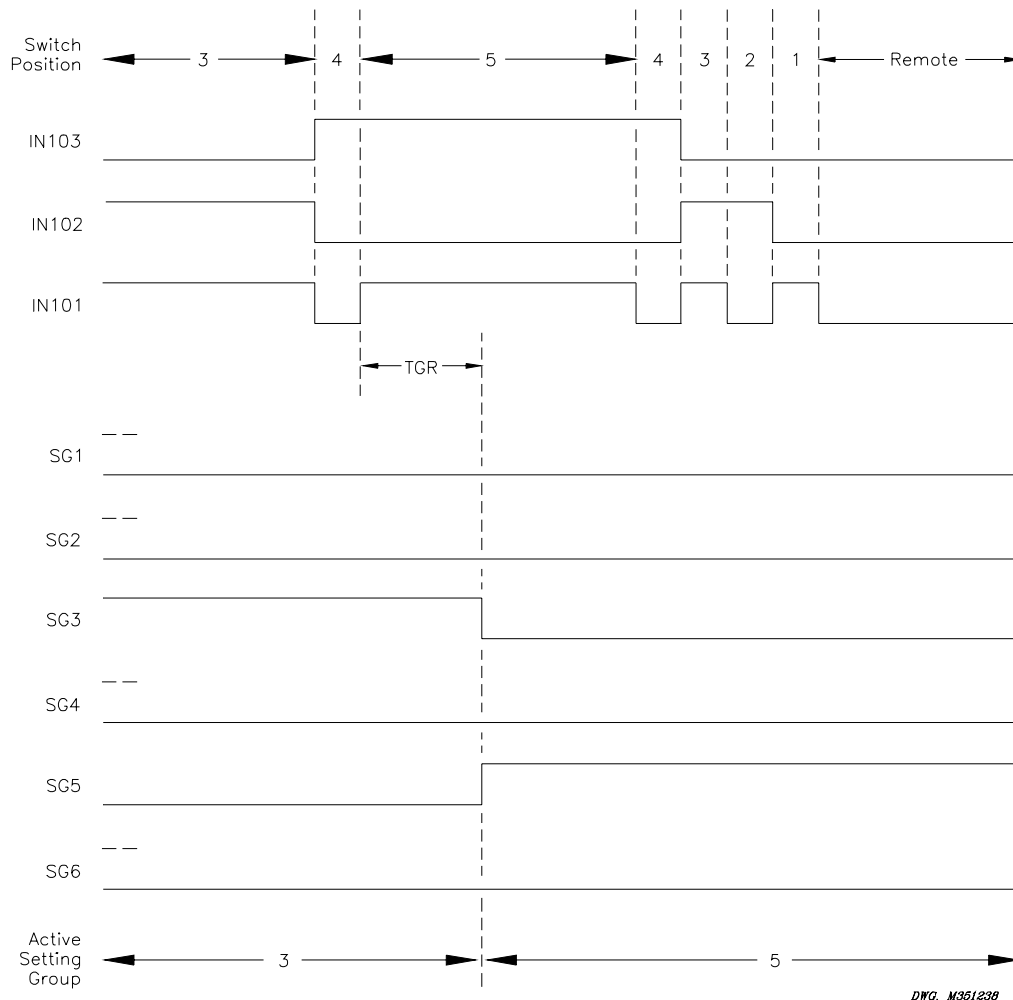 Switch
Position
3 4 5 4 3 2 1 Remote
IN103
IN102
IN101
TGR
SG1
SG2
SG3
SG4
SG5
SG6
Active
Setting
Group
3 5
DWG. M351238